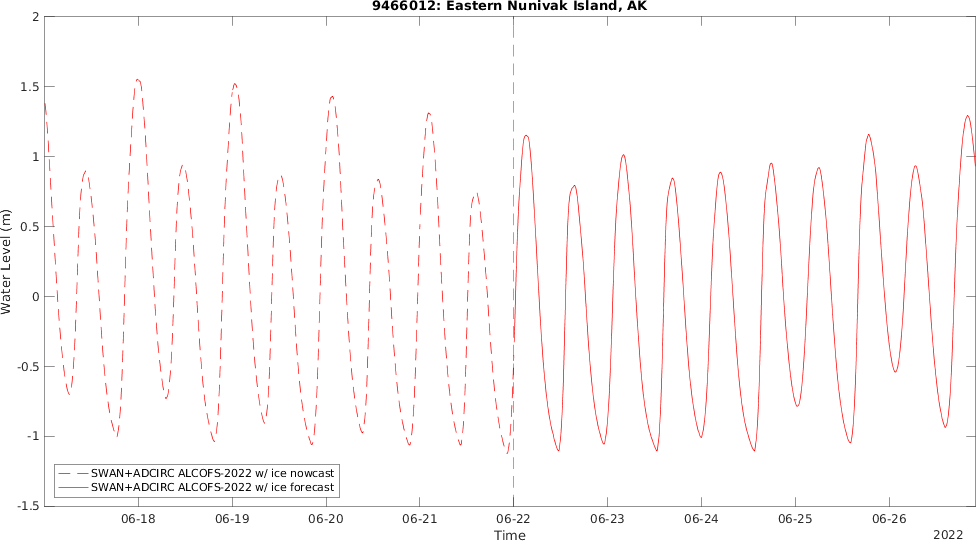 9466012: Eastern Nunivak Island, AK
2
1.5
1
0.5
0
-0.5
-1
-1.5
Water Level (m)
SWAN+ADCIRC ALCOFS-2022 w/ ice nowcast
SWAN+ADCIRC ALCOFS-2022 w/ ice forecast
06-18 06-19 06-20 06-21 06-22 06-23 06-24 06-25 06-26
Time
2022